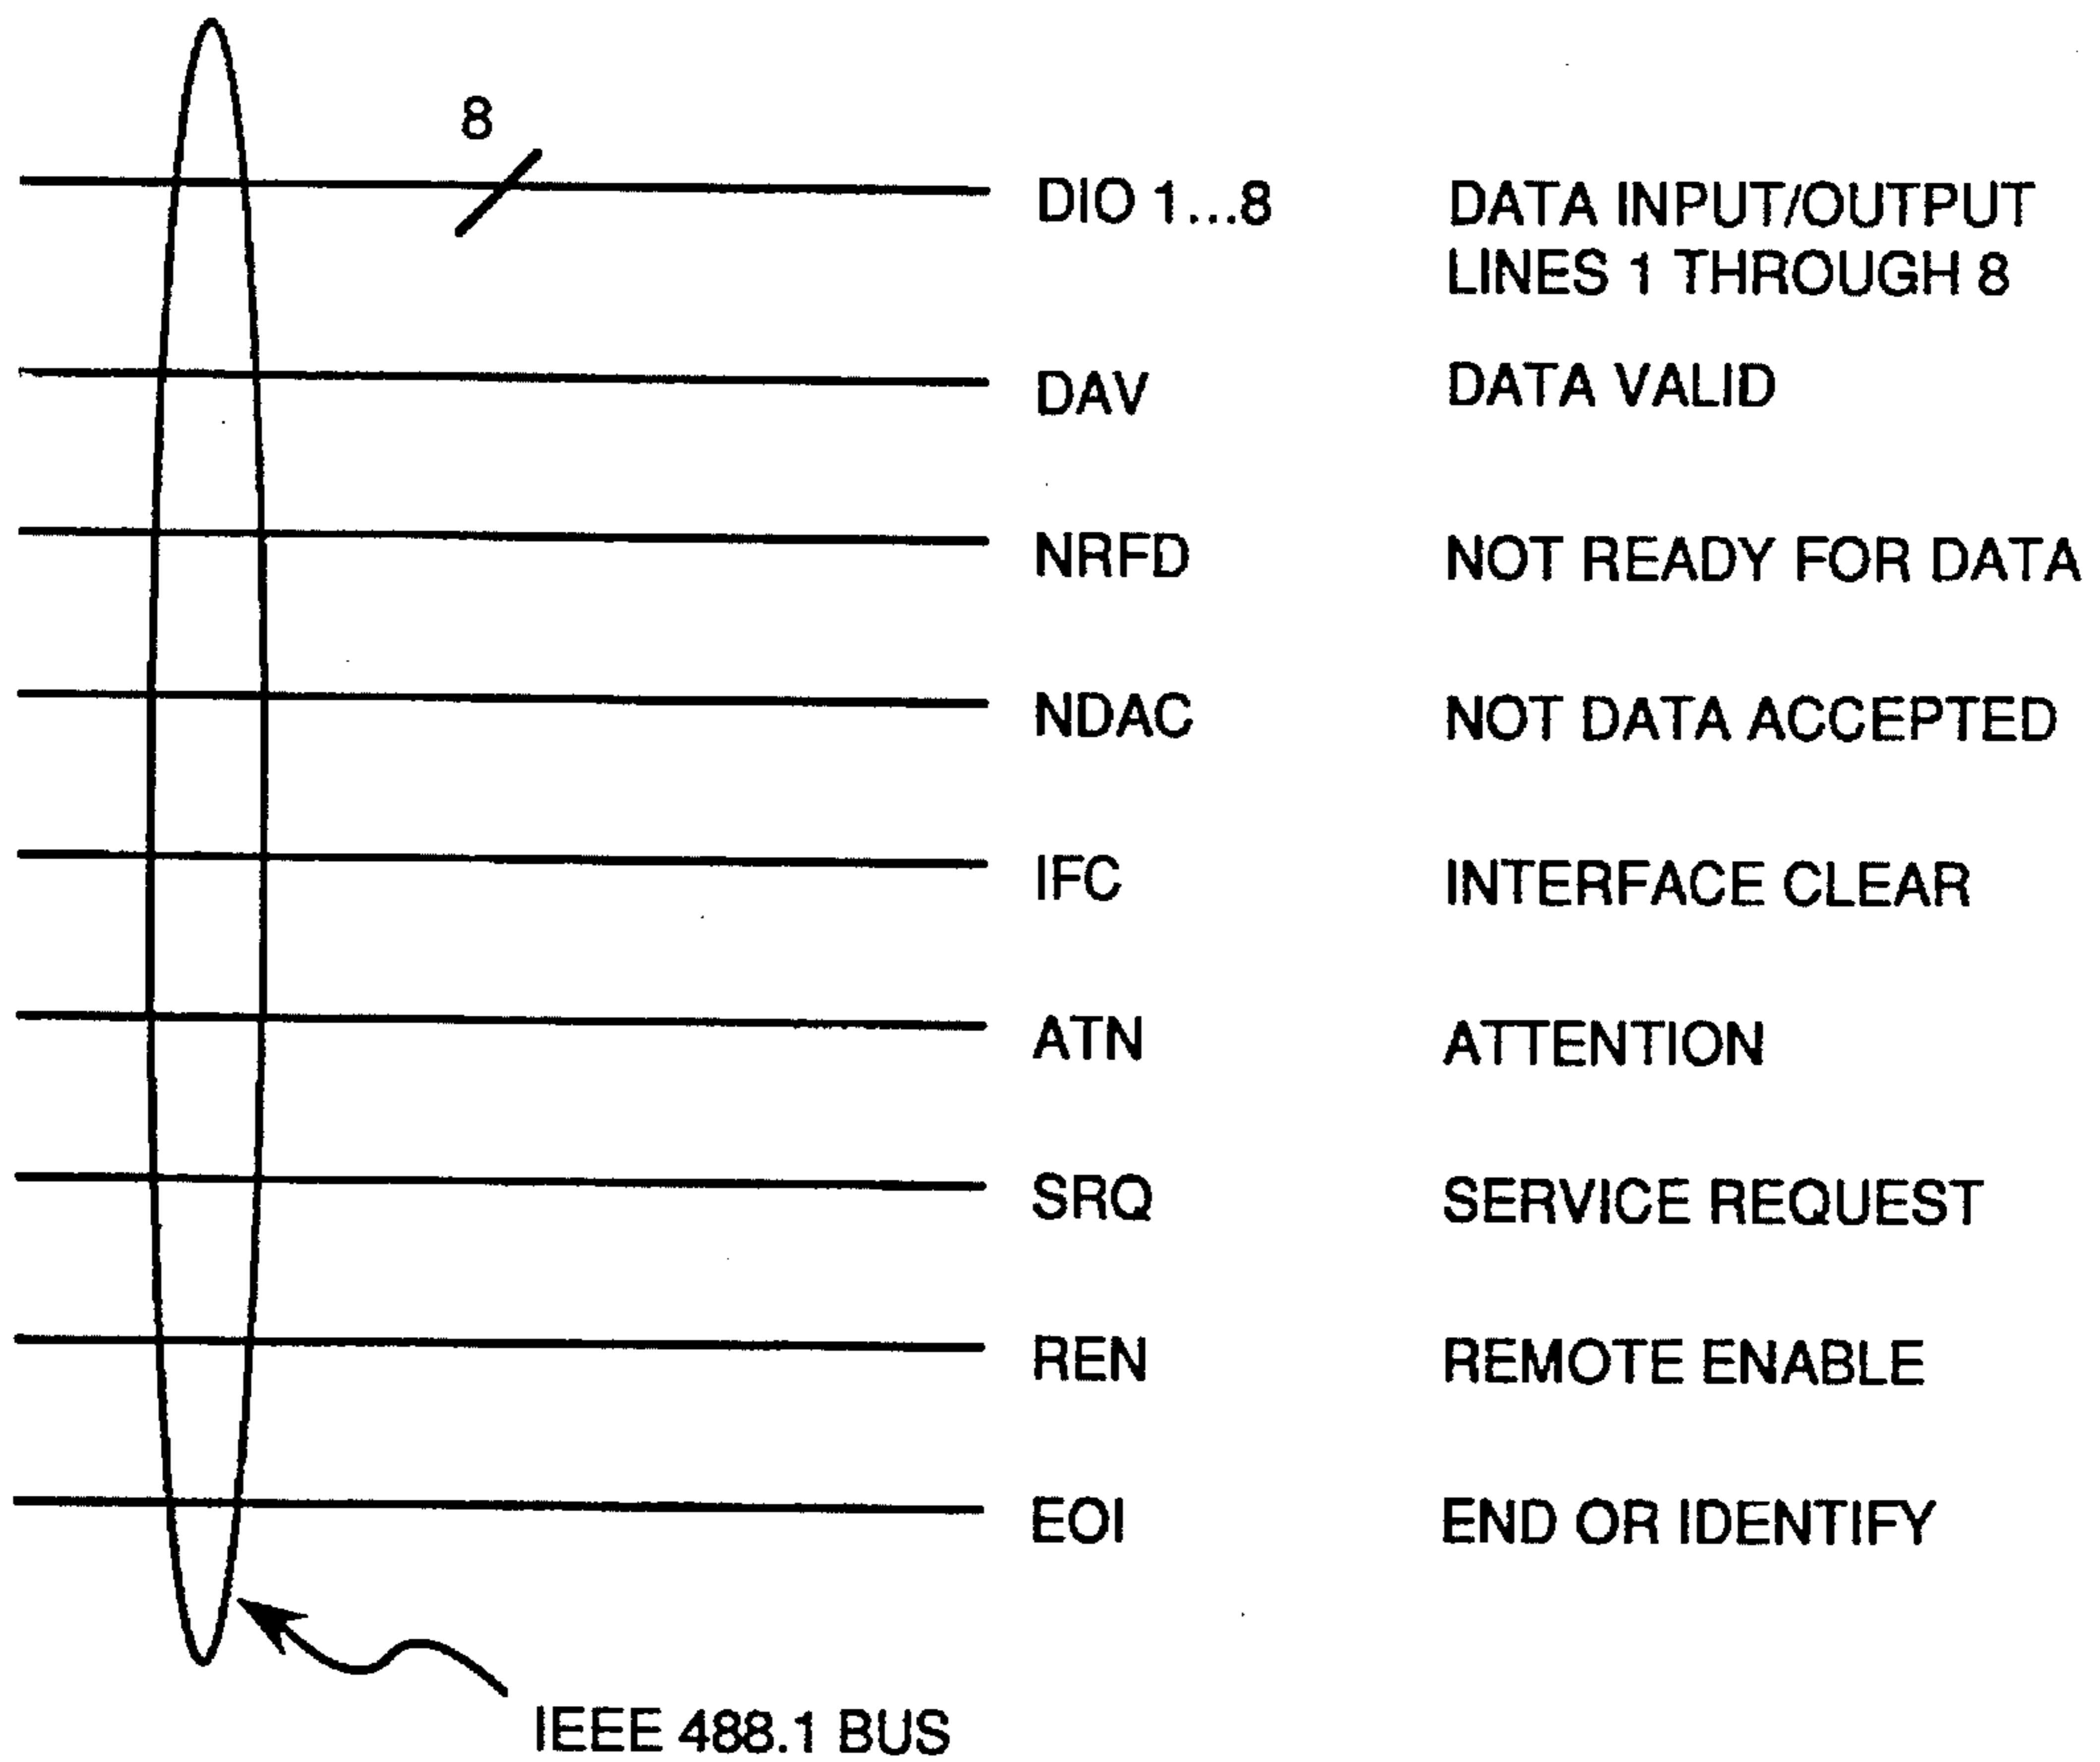 8
DIO 1...8 DATA INPUT/OUTPUT
LINES 1 THROUGH 8
DAV DATA VALID
NRFD NOT READY FOR DATA
NDAC NOT DATA ACCEPTED
IFC INTERFACE CLEAR
ATN ATTENTION
SRQ SERVICE REQUEST
REN REMOTE ENABLE
EOI END OR IDENTIFY
IEEE 488.1 BUS